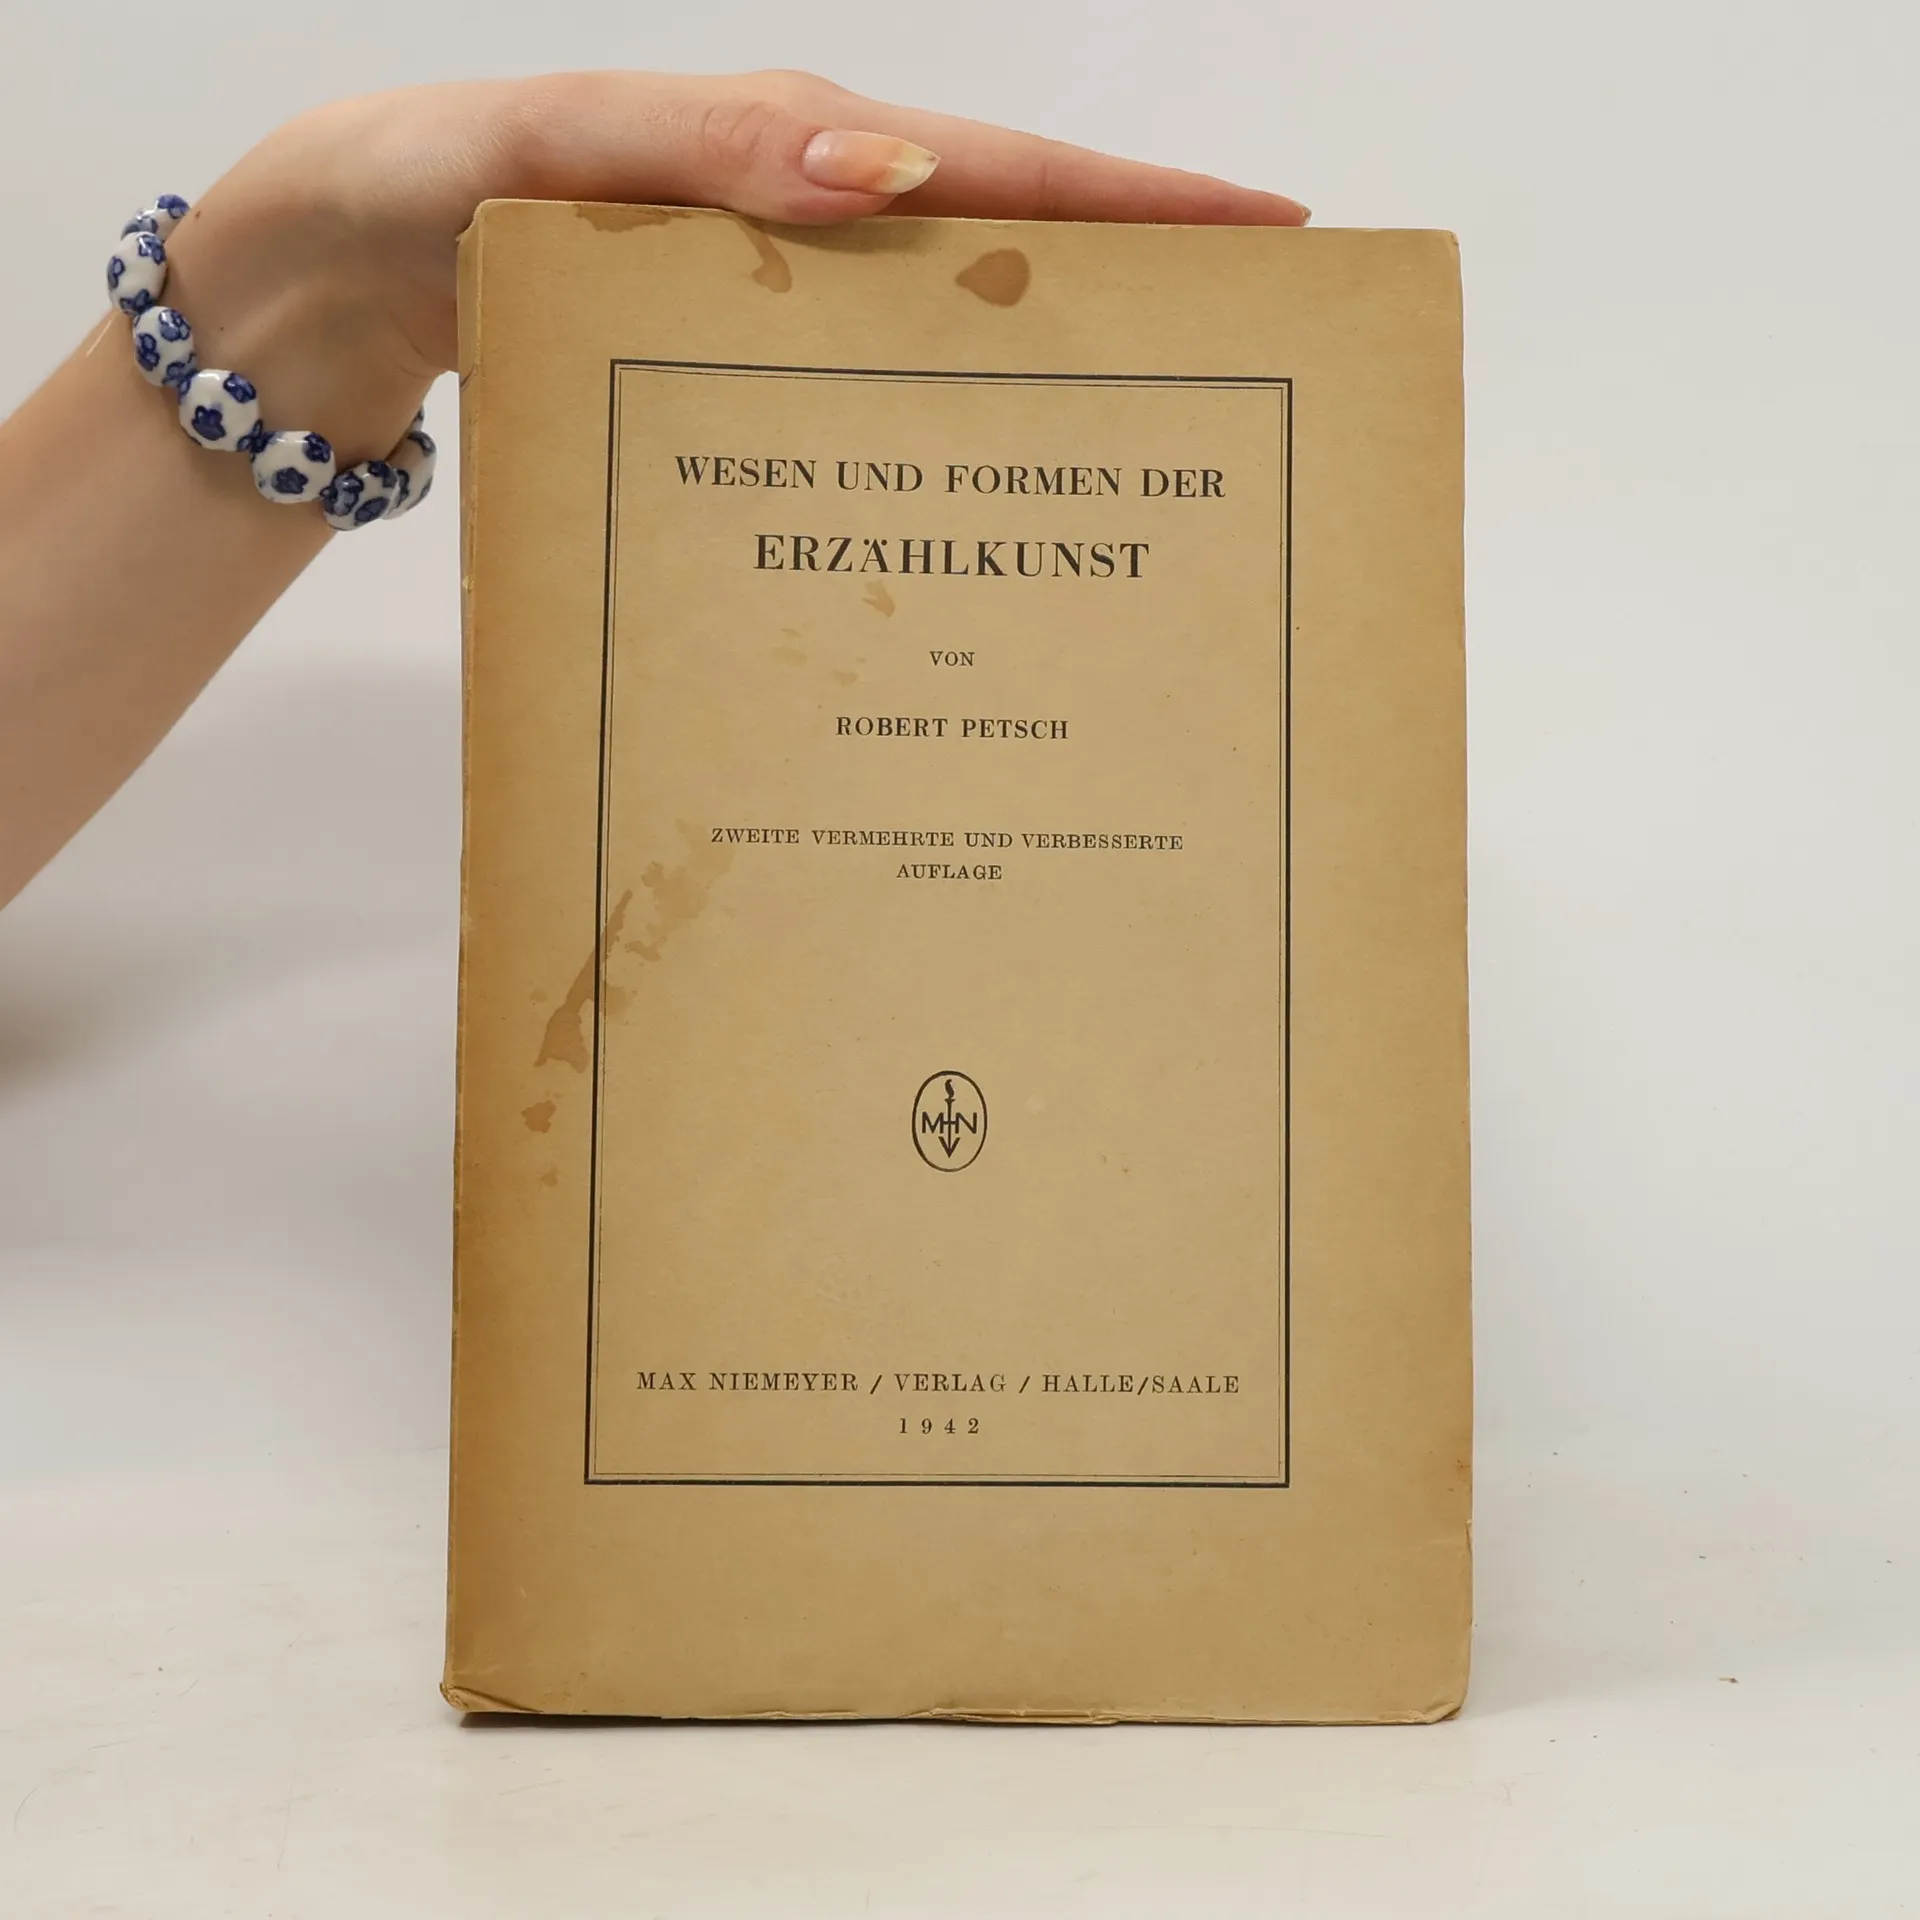 WESEN UND FORMEN DER
ERZÄHLKUNST
VON
ROBERT PETSCH
ZWEITE VERMEHRTE UND VERBESSERTE
AUFLAGE
MN
MAX NIEMEYER / VERLAG / HALLE/SAALE
1942